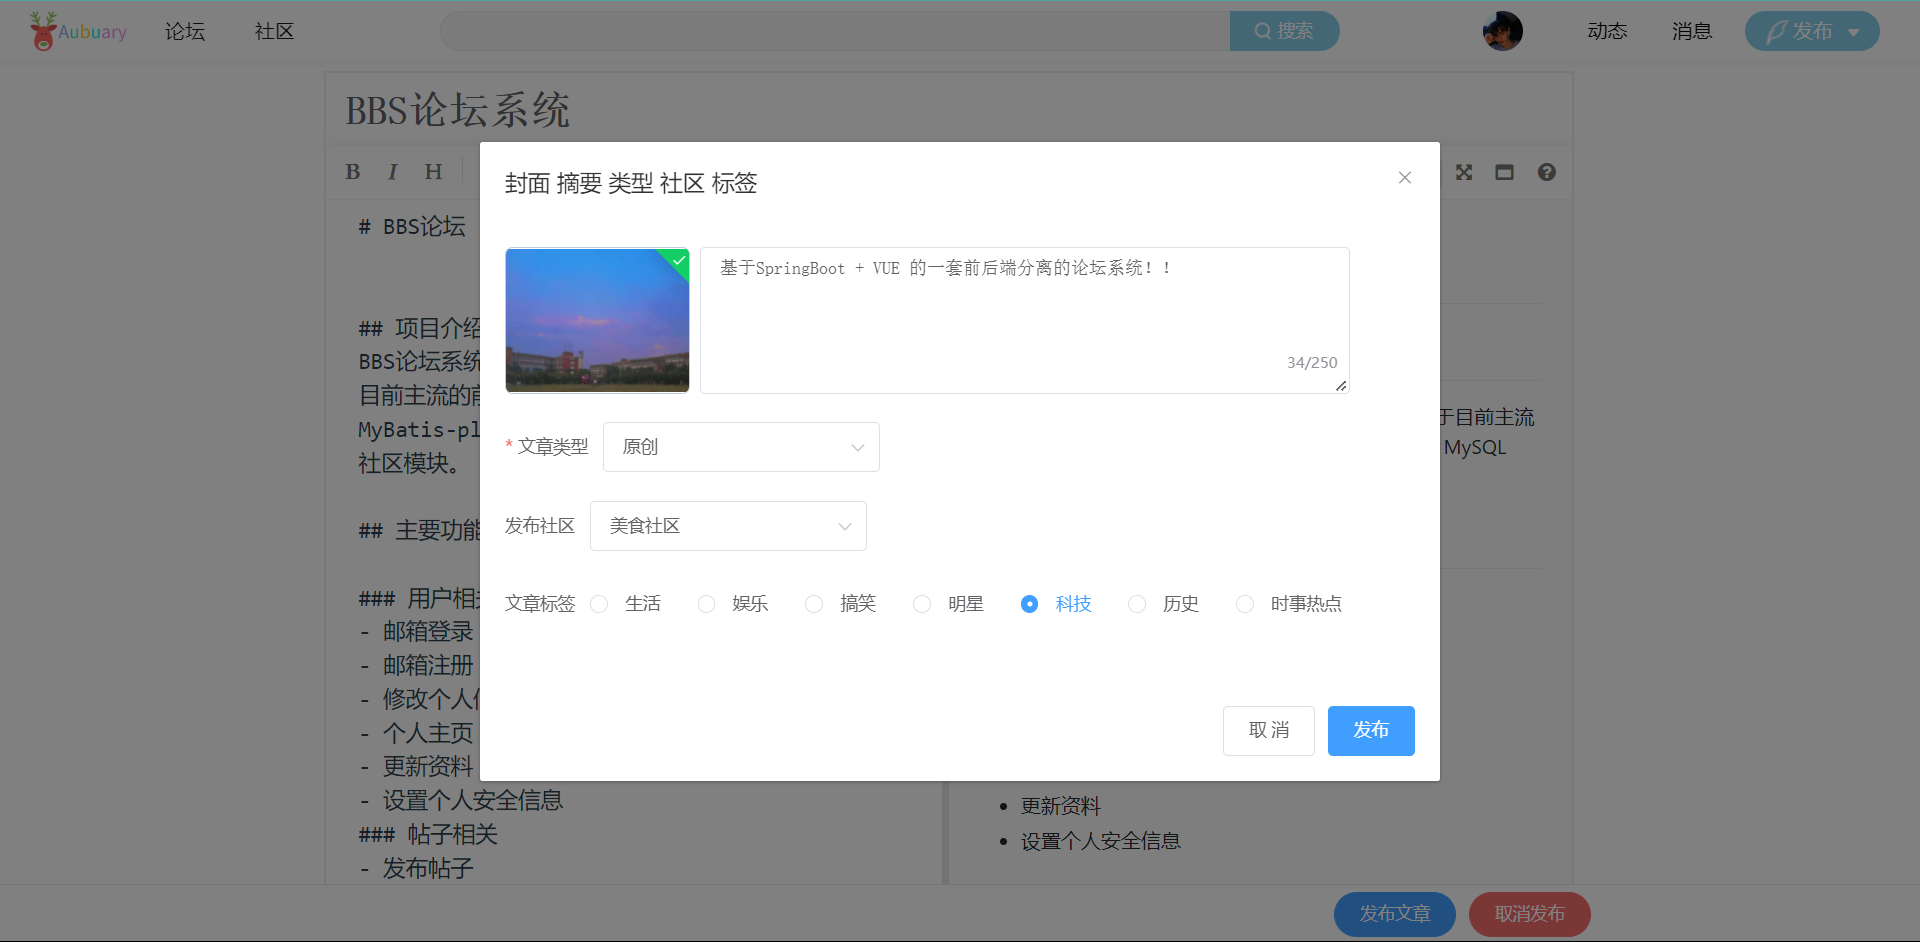 Aubuary 论坛 社区 搜索 动态 消息 发布
BBS论坛系统
B I H
# BBS论坛
## 项目介绍
BBS论坛系统
目前主流的
MyBatis-pl
社区模块。
## 主要功能
### 用户相
- 邮箱登录
- 邮箱注册
- 修改个人
- 个人主页
- 更新资料
- 设置个人安全信息
### 帖子相关
- 发布帖子
封面 摘要 类型 社区 标签
基于SpringBoot + VUE 的一套前后端分离的论坛系统！！
34/250
* 文章类型 原创
发布社区 美食社区
文章标签 生活 娱乐 搞笑 明星 科技 历史 时事热点
取 消 发布
于目前主流
MySQL
• 更新资料
• 设置个人安全信息
发布文章 取消发布